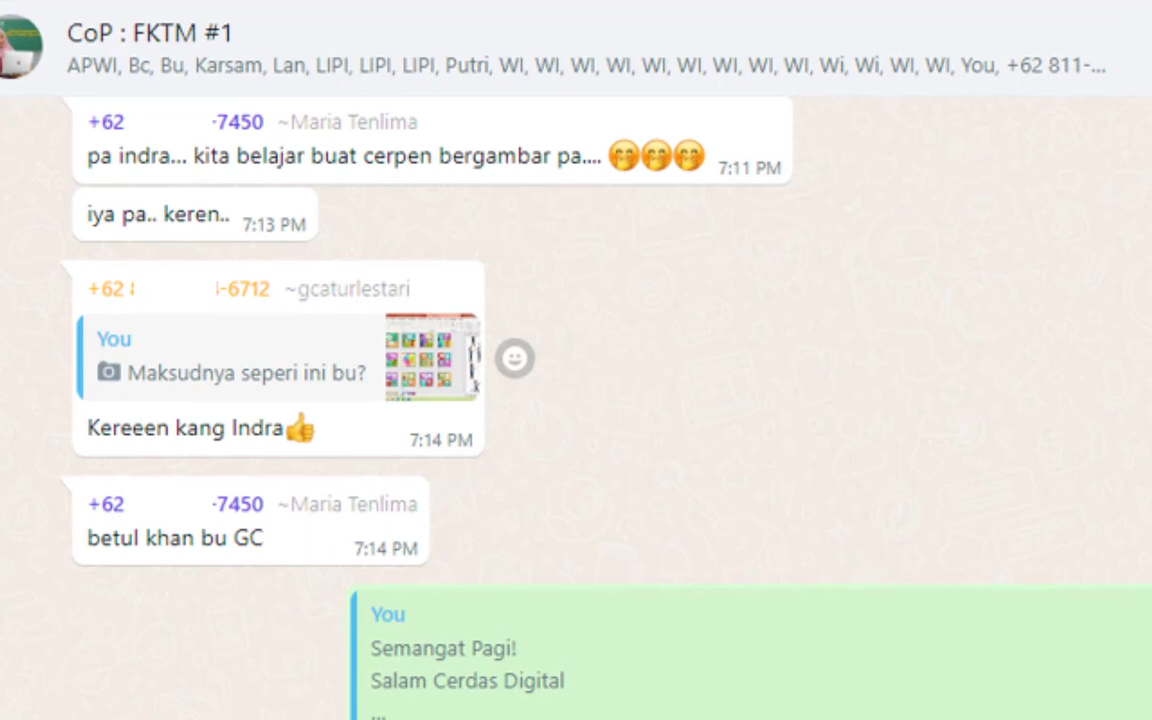 CoP : FKTM #1
APWI, Bc, Bu, Karsam, Lan, LIPI, LIPI, LIPI, Putri, WI, WI, WI, WI, WI, WI, WI, WI, WI, Wi, Wi, WI, WI, You, +62 811-...
+62 -7450 ~Maria Tenlima
pa indra... kita belajar buat cerpen bergambar pa.... 🤭🤭🤭 7:11 PM
iya pa.. keren.. 7:13 PM
+62 -6712 ~gcaturlestari
You
Maksudnya seperi ini bu?
Kereeen kang Indra👍 7:14 PM
+62 -7450 ~Maria Tenlima
betul khan bu GC 7:14 PM
You
Semangat Pagi!
Salam Cerdas Digital
...